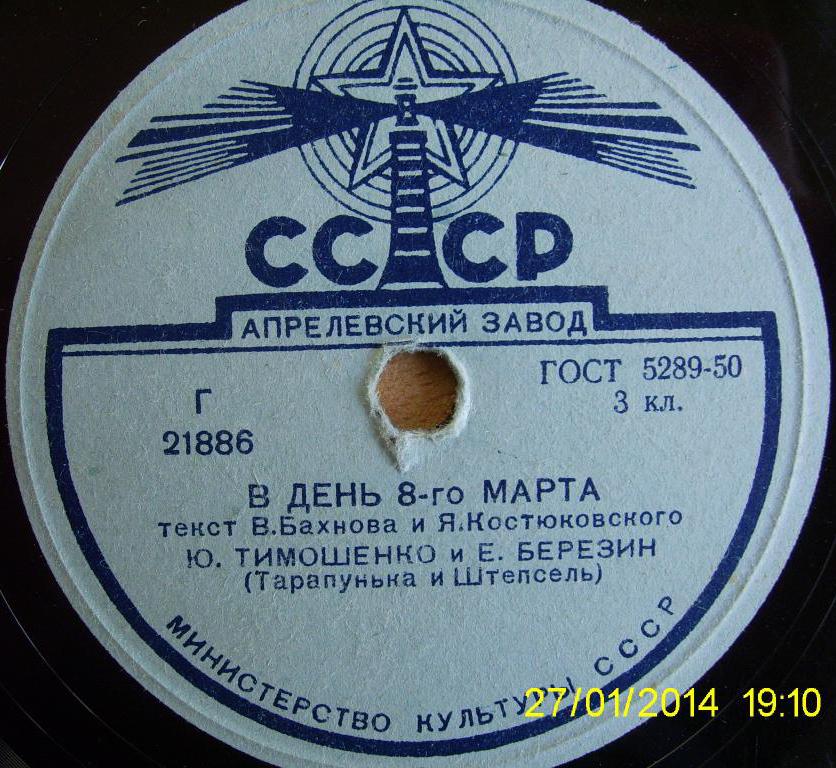 СССР
АПРЕЛЕВСКИЙ ЗАВОД
Г
21886
ГОСТ 5289-50
3 кл.
В ДЕНЬ 8-го МАРТА
текст В.Бахнова и Я.Костюковского
Ю. ТИМОШЕНКО и Е. БЕРЕЗИН
(Тарапунька и Штепсель)
МИНИСТЕРСТВО КУЛЬТУРЫ СССР
27/01/2014 19:10